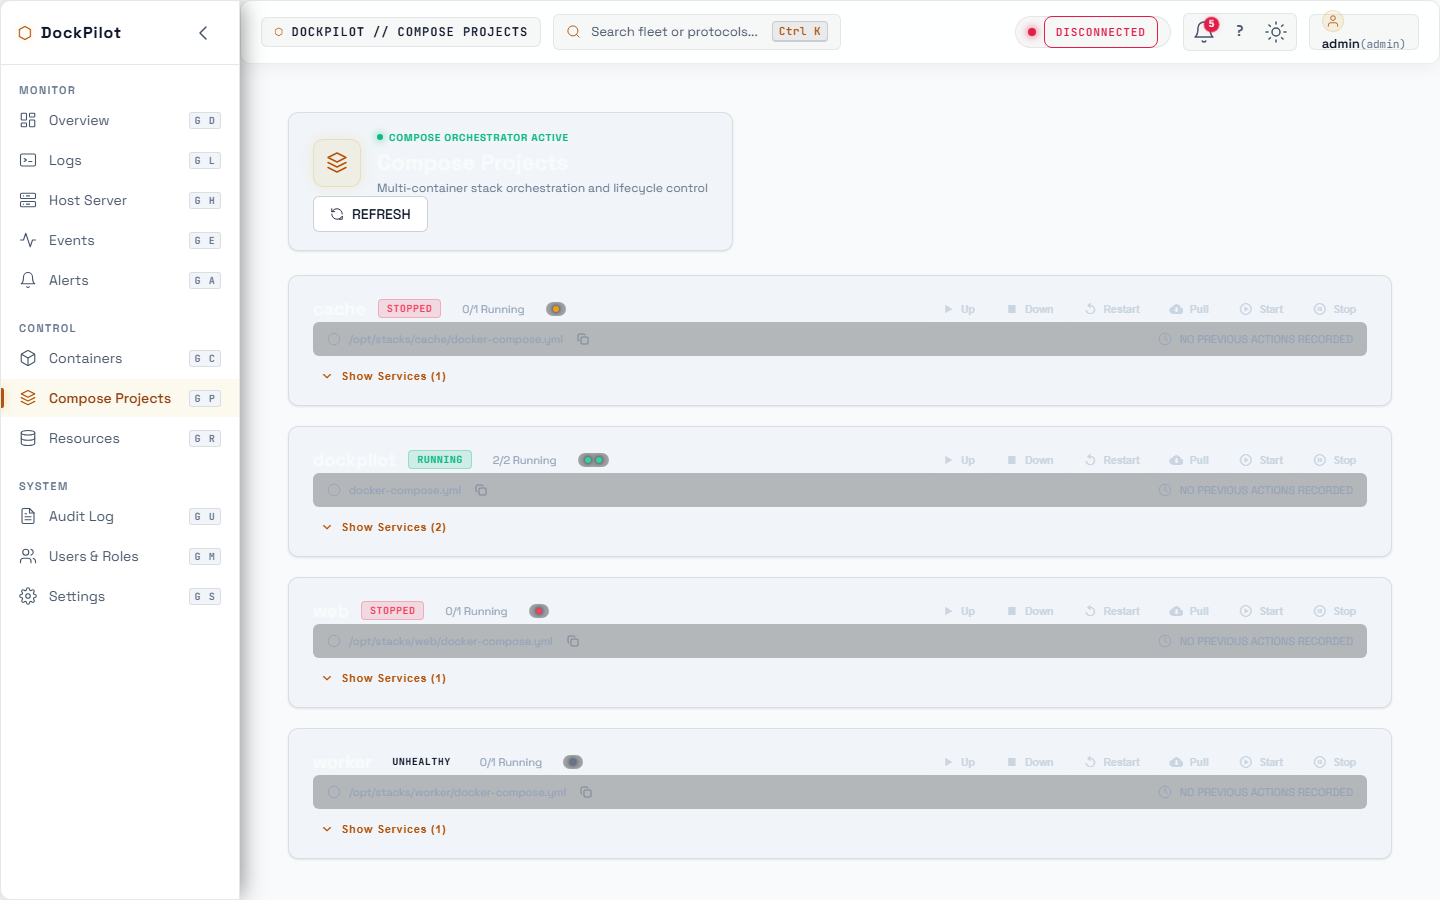 DockPilot
DOCKPILOT // COMPOSE PROJECTS
Search fleet or protocols... Ctrl K
DISCONNECTED
5
?
admin(admin)
MONITOR
Overview G D
Logs G L
Host Server G H
Events G E
Alerts G A
CONTROL
Containers G C
Compose Projects G P
Resources G R
SYSTEM
Audit Log G U
Users & Roles G M
Settings G S
COMPOSE ORCHESTRATOR ACTIVE
Compose Projects
Multi-container stack orchestration and lifecycle control
REFRESH
cache STOPPED 0/1 Running Up Down Restart Pull Start Stop
/opt/stacks/cache/docker-compose.yml NO PREVIOUS ACTIONS RECORDED
Show Services (1)
dockpilot RUNNING 2/2 Running Up Down Restart Pull Start Stop
docker-compose.yml NO PREVIOUS ACTIONS RECORDED
Show Services (2)
web STOPPED 0/1 Running Up Down Restart Pull Start Stop
/opt/stacks/web/docker-compose.yml NO PREVIOUS ACTIONS RECORDED
Show Services (1)
worker UNHEALTHY 0/1 Running Up Down Restart Pull Start Stop
/opt/stacks/worker/docker-compose.yml NO PREVIOUS ACTIONS RECORDED
Show Services (1)